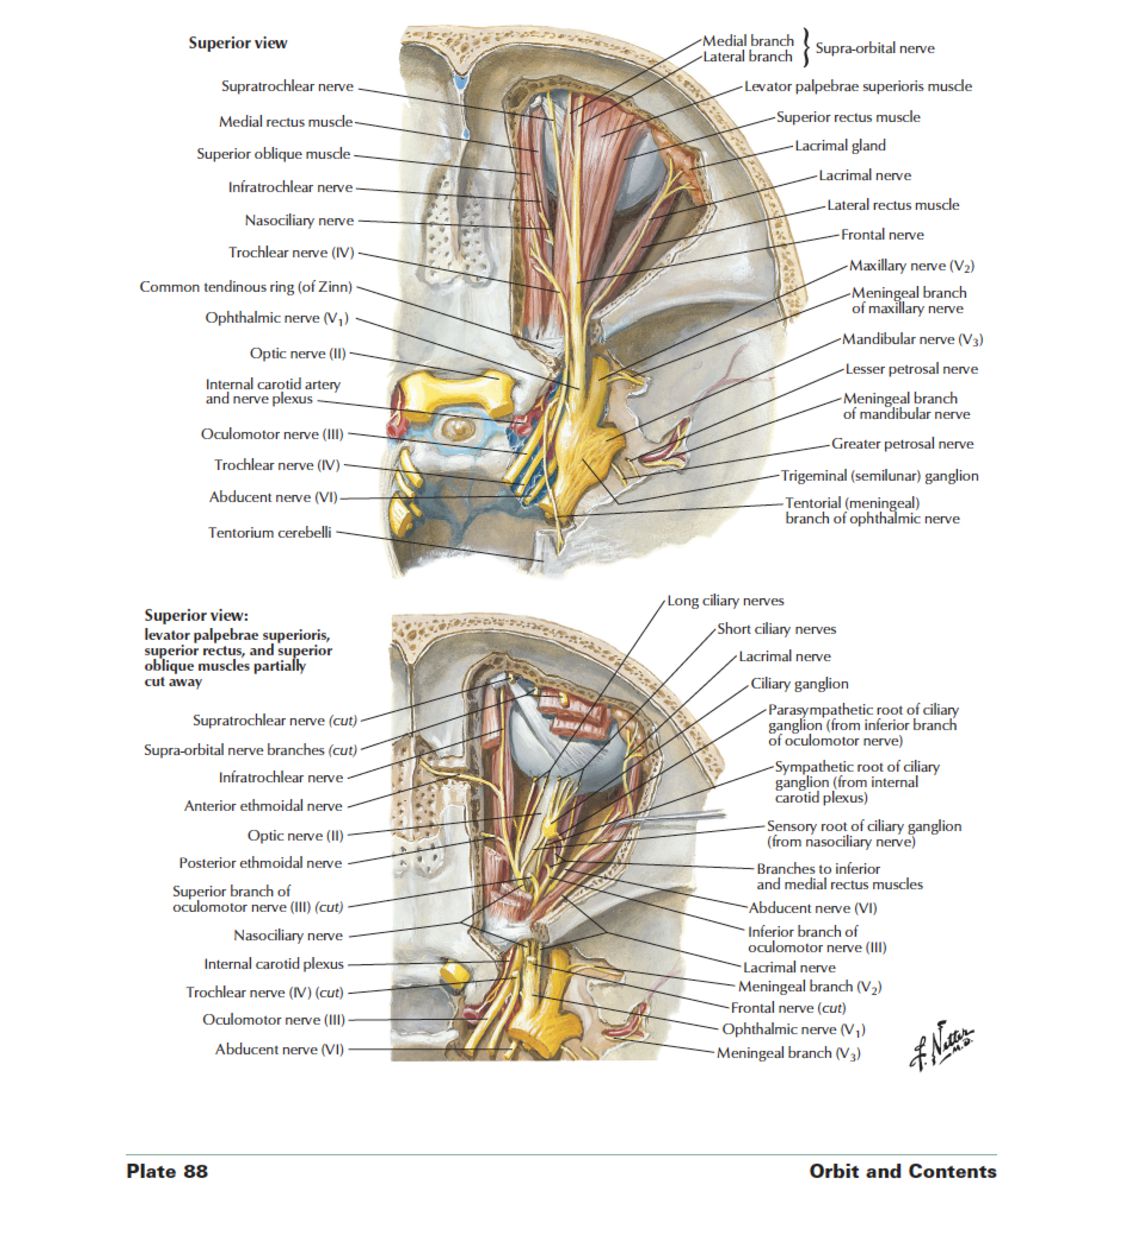 Superior view
Supratrochlear nerve
Medial rectus muscle
Superior oblique muscle
Infratrochlear nerve
Nasociliary nerve
Trochlear nerve (IV)
Common tendinous ring (of Zinn)
Ophthalmic nerve (V₁)
Optic nerve (II)
Internal carotid artery
and nerve plexus
Oculomotor nerve (III)
Trochlear nerve (IV)
Abducent nerve (VI)
Tentorium cerebelli
Medial branch
Lateral branch
Supra-orbital nerve
Levator palpebrae superioris muscle
Superior rectus muscle
Lacrimal gland
Lacrimal nerve
Lateral rectus muscle
Frontal nerve
Maxillary nerve (V₂)
Meningeal branch
of maxillary nerve
Mandibular nerve (V₃)
Lesser petrosal nerve
Meningeal branch
of mandibular nerve
Greater petrosal nerve
Trigeminal (semilunar) ganglion
Tentorial (meningeal)
branch of ophthalmic nerve
Superior view:
levator palpebrae superioris,
superior rectus, and superior
oblique muscles partially
cut away
Supratrochlear nerve (cut)
Supra-orbital nerve branches (cut)
Infratrochlear nerve
Anterior ethmoidal nerve
Optic nerve (II)
Posterior ethmoidal nerve
Superior branch of
oculomotor nerve (III) (cut)
Nasociliary nerve
Internal carotid plexus
Trochlear nerve (IV) (cut)
Oculomotor nerve (III)
Abducent nerve (VI)
Long ciliary nerves
Short ciliary nerves
Lacrimal nerve
Ciliary ganglion
Parasympathetic root of ciliary
ganglion (from inferior branch
of oculomotor nerve)
Sympathetic root of ciliary
ganglion (from internal
carotid plexus)
Sensory root of ciliary ganglion
(from nasociliary nerve)
Branches to inferior
and medial rectus muscles
Abducent nerve (VI)
Inferior branch of
oculomotor nerve (III)
Lacrimal nerve
Meningeal branch (V₂)
Frontal nerve (cut)
Ophthalmic nerve (V₁)
Meningeal branch (V₃)
F. Netter
M.D.
Plate 88
Orbit and Contents